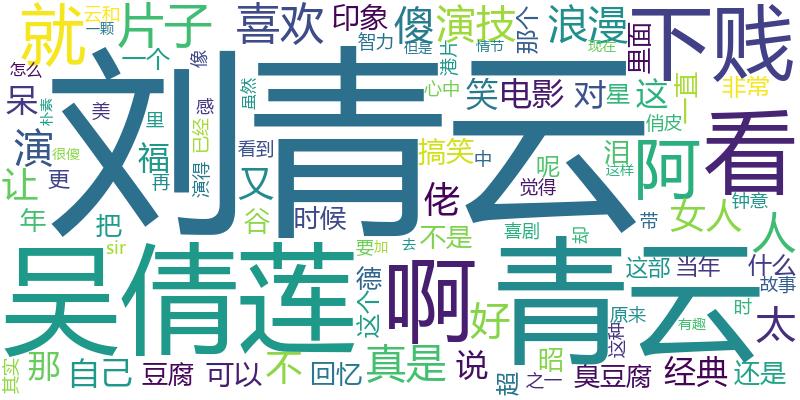 就
片子
云和
一颗
喜欢
印象
智力
但是
傻
演技
港片
情节
那个
浪漫
现在
里面
下贱
怎么
呆
朴素
美
一个
像
里
感
虽然
刘青云
心中
笑
电影
对
星
这
一直
非常
看
演
很傻
福
已经
演得
看到
搞笑
中
呢
泪
俏皮
这样
觉得
让
更
再
又
阿
钟意
年
把
谷
时候
佬
女人
带
人
sir
要
加
去
不是
喜剧
却
吴倩莲
这个
德
啊
青云
这部
当年
什么
故事
好
原来
这种
有趣
时
太
其实
那
自己
豆腐
可以
不
回忆
真是
说
超
之一
昭
臭豆腐
经典
还是